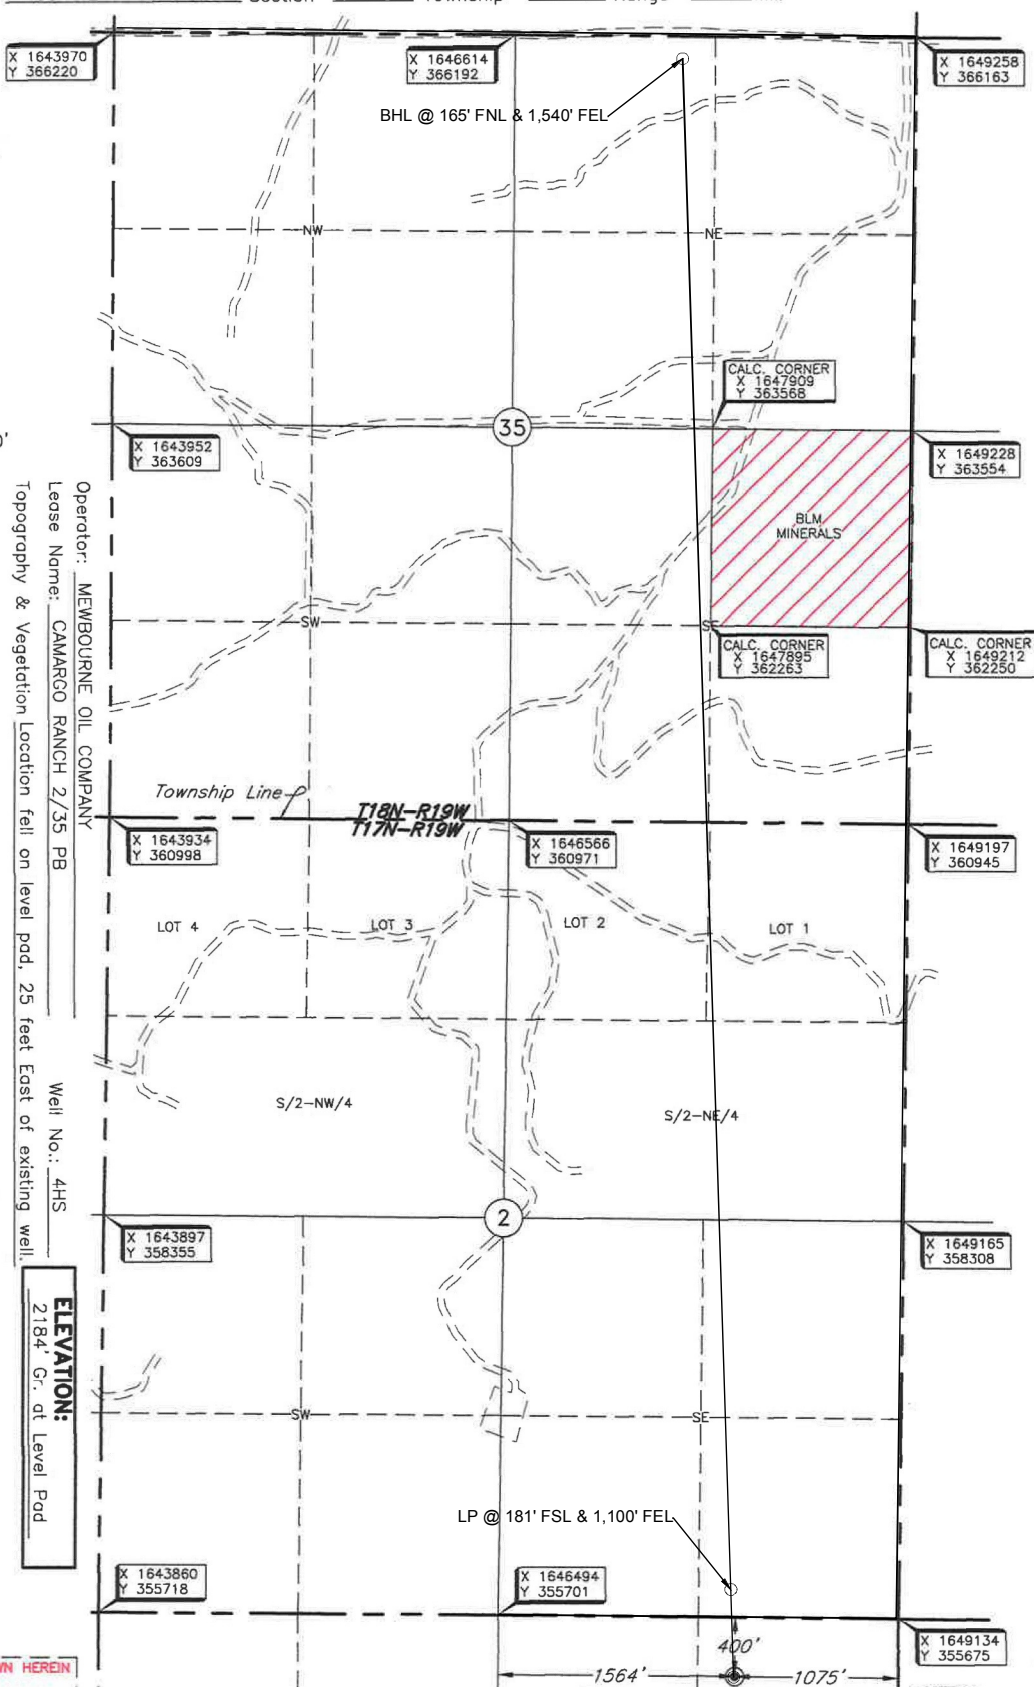 Section Township Range
X 1643970
Y 366220
X 1646614
Y 366192
X 1649258
Y 366163
BHL @ 165' FNL & 1,540' FEL
NW
NE
CALC. CORNER
X 1647909
Y 363568
35
X 1643952
Y 363609
X 1649228
Y 363554
BLM
MINERALS
SW
SE
CALC. CORNER
X 1647895
Y 362263
CALC. CORNER
X 1649212
Y 362250
Operator: MEWBOURNE OIL COMPANY
Lease Name: CAMARGO RANCH 2/35 PB Well No.: 4HS
Topography & Vegetation Location fell on level pad, 25 feet East of existing well.
Township Line
T18N-R19W
T17N-R19W
X 1643934
Y 360998
X 1646566
Y 360971
X 1649197
Y 360945
LOT 4
LOT 3
LOT 2
LOT 1
S/2-NW/4
S/2-NE/4
2
X 1643897
Y 358355
X 1649165
Y 358308
ELEVATION:
2184' Gr. at Level Pad
SW
SE
LP @ 181' FSL & 1,100' FEL
X 1643860
Y 355718
X 1646494
Y 355701
X 1649134
Y 355675
400'
1564'
1075'
HEREIN